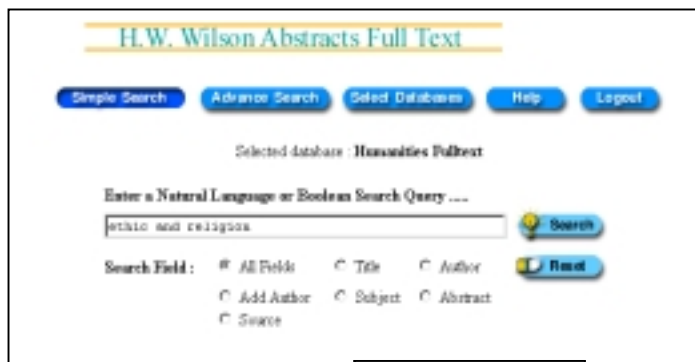 H.W. Wilson Abstracts Full Text
Simple Search Advance Search Select Databases Help Logout
Selected database : Humanities Fulltext
Enter a Natural Language or Boolean Search Query ....
ethic and religion Search
Search Field : All Fields Title Author Reset
Add Author Subject Abstract
Source